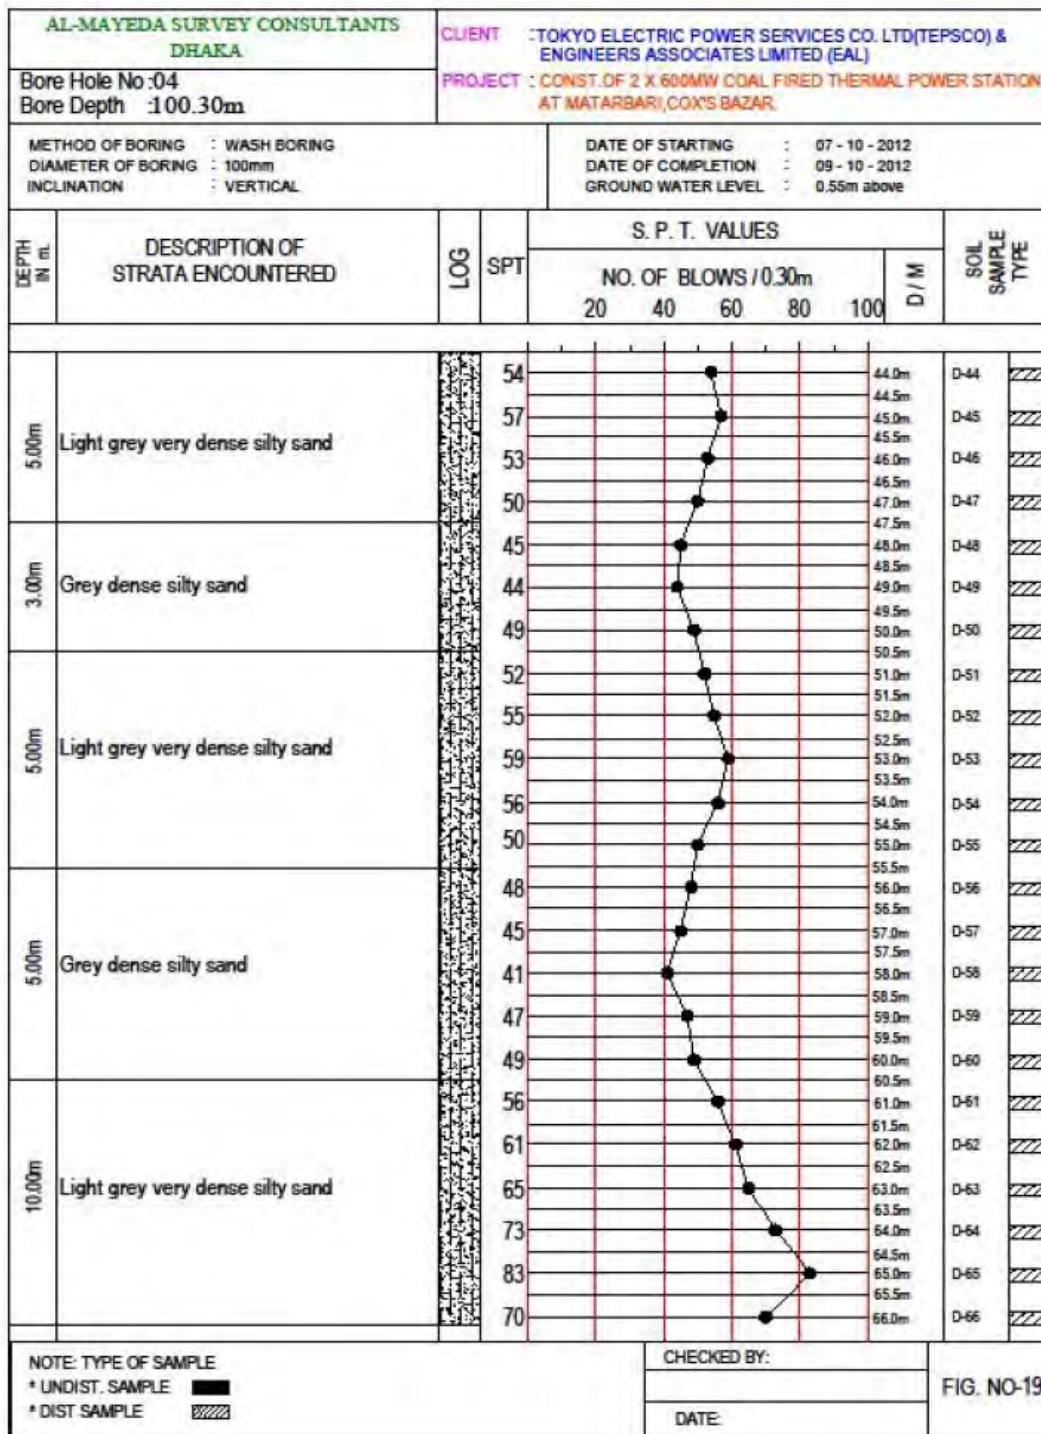 AL-MAYEDA SURVEY CONSULTANTS
DHAKA
Bore Hole No :04
Bore Depth :100.30m
CLIENT :TOKYO ELECTRIC POWER SERVICES CO. LTD(TEPSCO) &
ENGINEERS ASSOCIATES LIMITED (EAL)
PROJECT : CONST.OF 2 X 600MW COAL FIRED THERMAL POWER STATION
AT MATARBARI,COX'S BAZAR.
METHOD OF BORING : WASH BORING
DIAMETER OF BORING : 100mm
INCLINATION : VERTICAL
DATE OF STARTING : 07 - 10 - 2012
DATE OF COMPLETION : 09 - 10 - 2012
GROUND WATER LEVEL : 0.55m above
DEPTH
IN m.
DESCRIPTION OF
STRATA ENCOUNTERED
LOG
SPT
S. P. T. VALUES
NO. OF BLOWS / 0.30m
20 40 60 80 100
D / M
SOIL
SAMPLE
TYPE
54 44.0m D-44
44.5m
57 45.0m D-45
45.5m
5.00m Light grey very dense silty sand
53 46.0m D-46
46.5m
50 47.0m D-47
47.5m
45 48.0m D-48
48.5m
3.00m Grey dense silty sand
44 49.0m D-49
49.5m
49 50.0m D-50
50.5m
52 51.0m D-51
51.5m
55 52.0m D-52
52.5m
5.00m Light grey very dense silty sand
59 53.0m D-53
53.5m
56 54.0m D-54
54.5m
50 55.0m D-55
55.5m
48 56.0m D-56
56.5m
45 57.0m D-57
57.5m
5.00m Grey dense silty sand
41 58.0m D-58
58.5m
47 59.0m D-59
59.5m
49 60.0m D-60
60.5m
56 61.0m D-61
61.5m
61 62.0m D-62
62.5m
10.00m Light grey very dense silty sand
65 63.0m D-63
63.5m
73 64.0m D-64
64.5m
83 65.0m D-65
65.5m
70 66.0m D-66
NOTE: TYPE OF SAMPLE
* UNDIST. SAMPLE
* DIST SAMPLE
CHECKED BY:
DATE:
FIG. NO-19